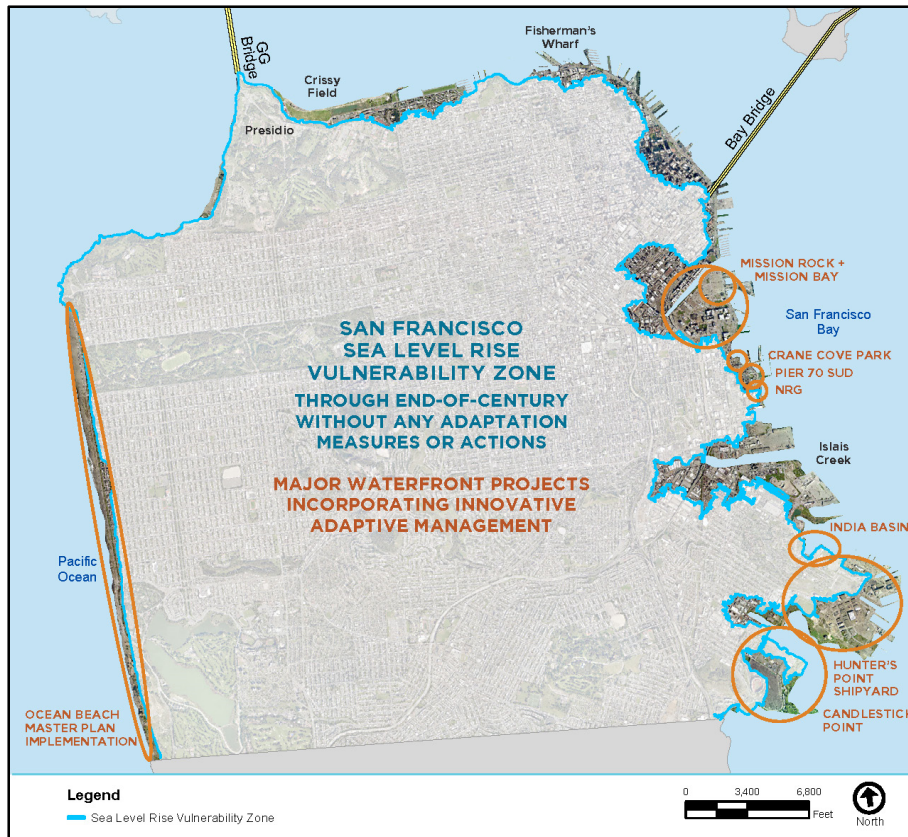 GG
Bridge
Crissy
Field
Fisherman's
Wharf
Presidio
Bay Bridge
MISSION ROCK +
MISSION BAY
San Francisco
Bay
CRANE COVE PARK
PIER 70 SUD
NRG
SAN FRANCISCO
SEA LEVEL RISE
VULNERABILITY ZONE
THROUGH END-OF-CENTURY
WITHOUT ANY ADAPTATION
MEASURES OR ACTIONS
MAJOR WATERFRONT PROJECTS
INCORPORATING INNOVATIVE
ADAPTIVE MANAGEMENT
Islais
Creek
INDIA BASIN
Pacific
Ocean
HUNTER'S
POINT
SHIPYARD
CANDLESTICK
POINT
OCEAN BEACH
MASTER PLAN
IMPLEMENTATION
Legend
Sea Level Rise Vulnerability Zone
0 3,400 6,800
Feet
North